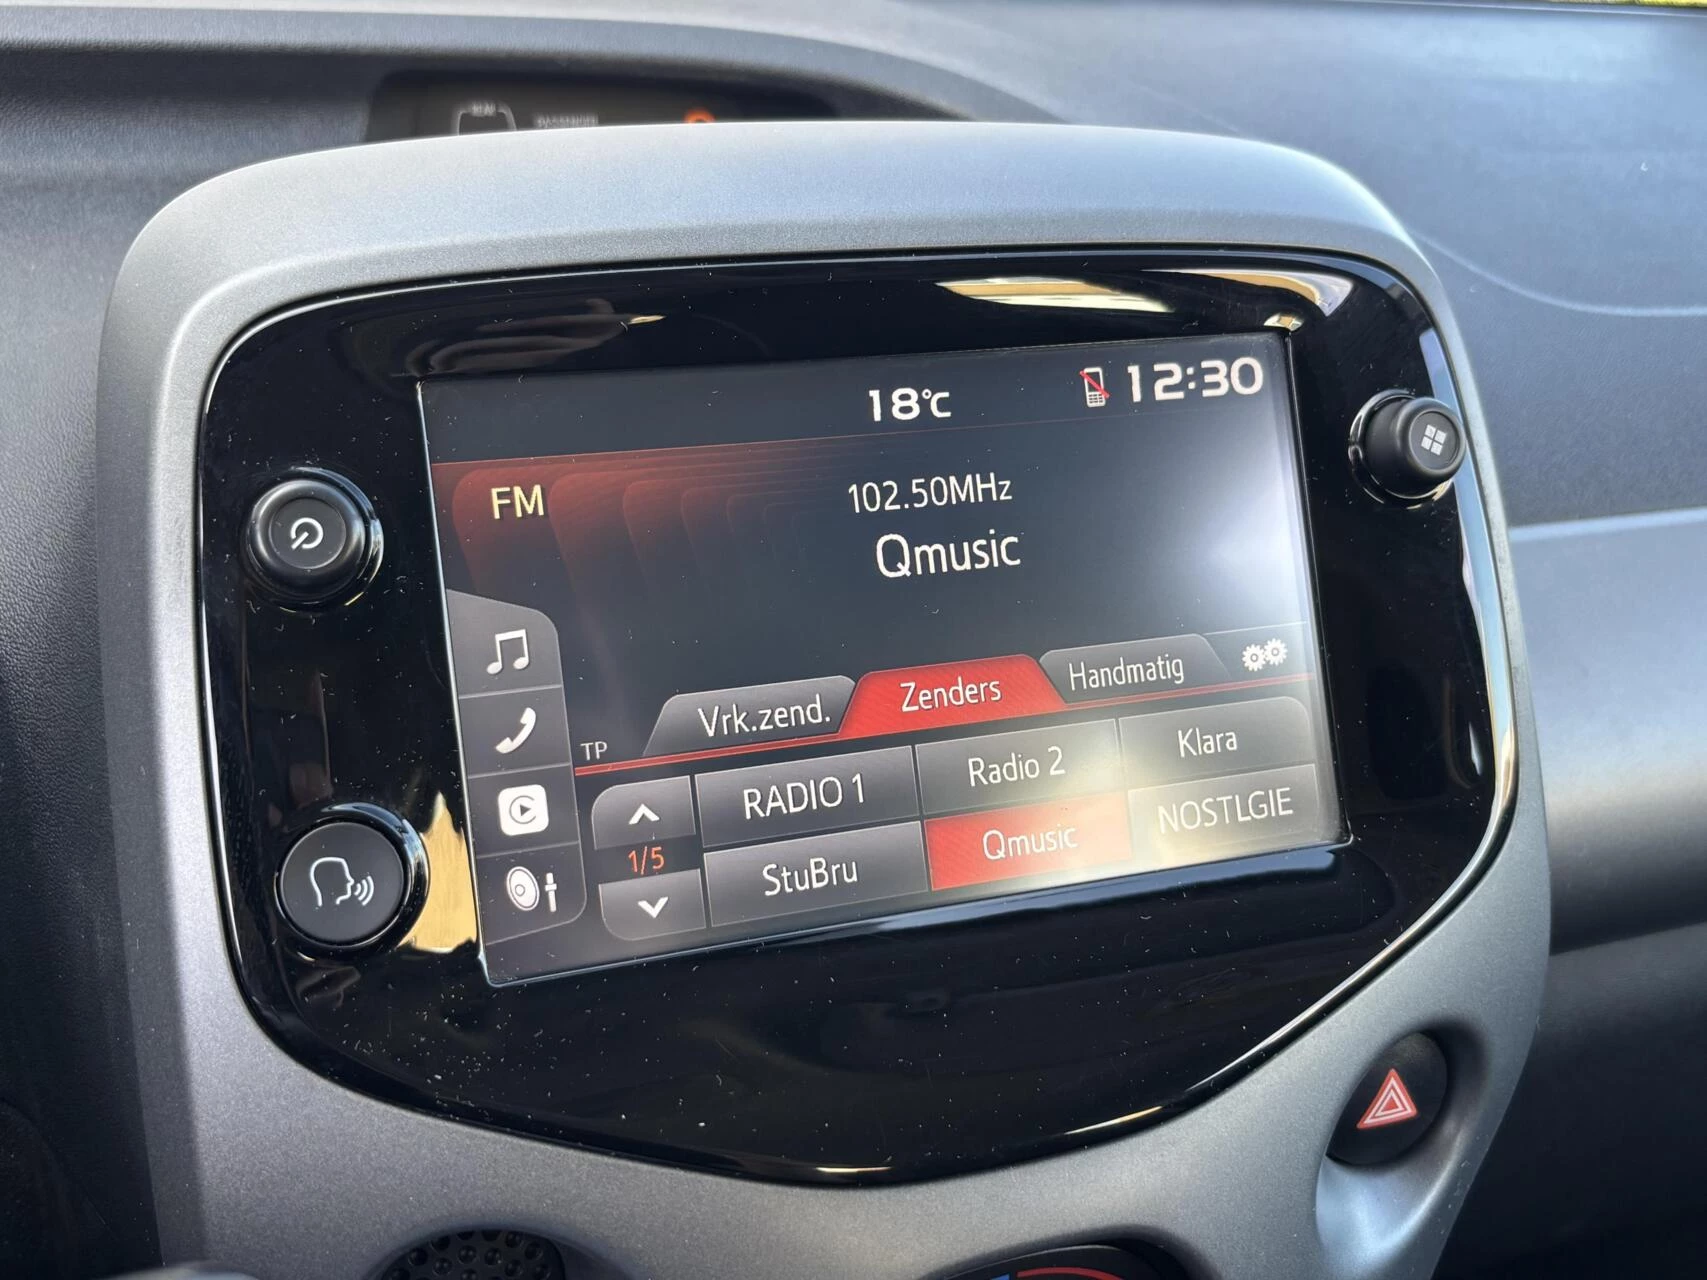 18°C
12:30
FM
102.50MHz
Qmusic
Vrk.zend.
Zenders
Handmatig
TP
RADIO 1
Radio 2
Klara
1/5
StuBru
Qmusic
NOSTLGIE